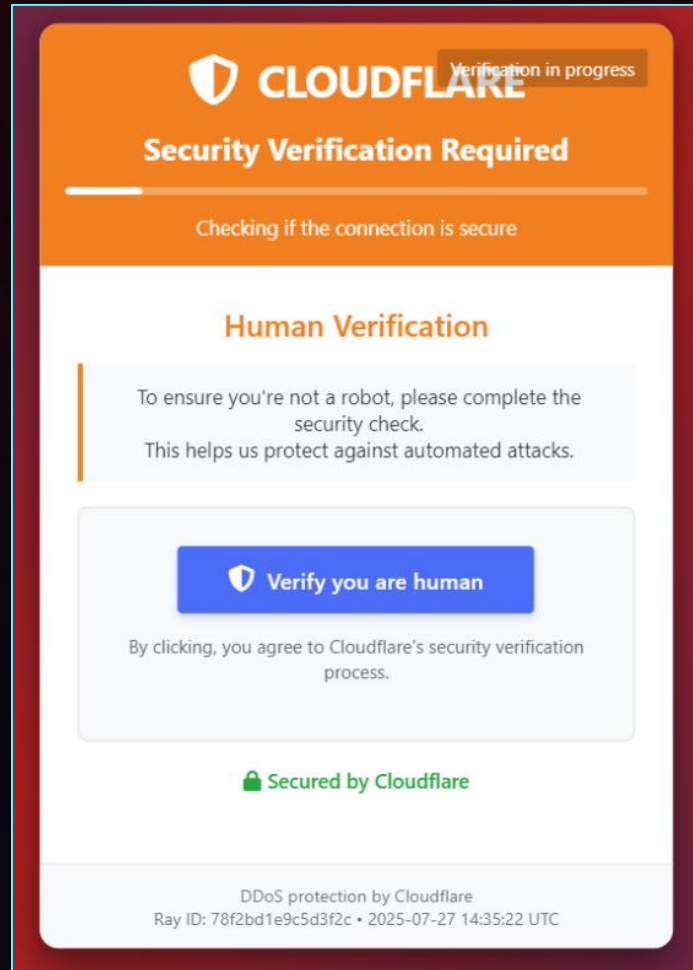 CLOUDFLARE
Verification in progress
Security Verification Required
Checking if the connection is secure
Human Verification
To ensure you're not a robot, please complete the
security check.
This helps us protect against automated attacks.
Verify you are human
By clicking, you agree to Cloudflare's security verification
process.
Secured by Cloudflare
DDoS protection by Cloudflare
Ray ID: 78f2bd1e9c5d3f2c • 2025-07-27 14:35:22 UTC